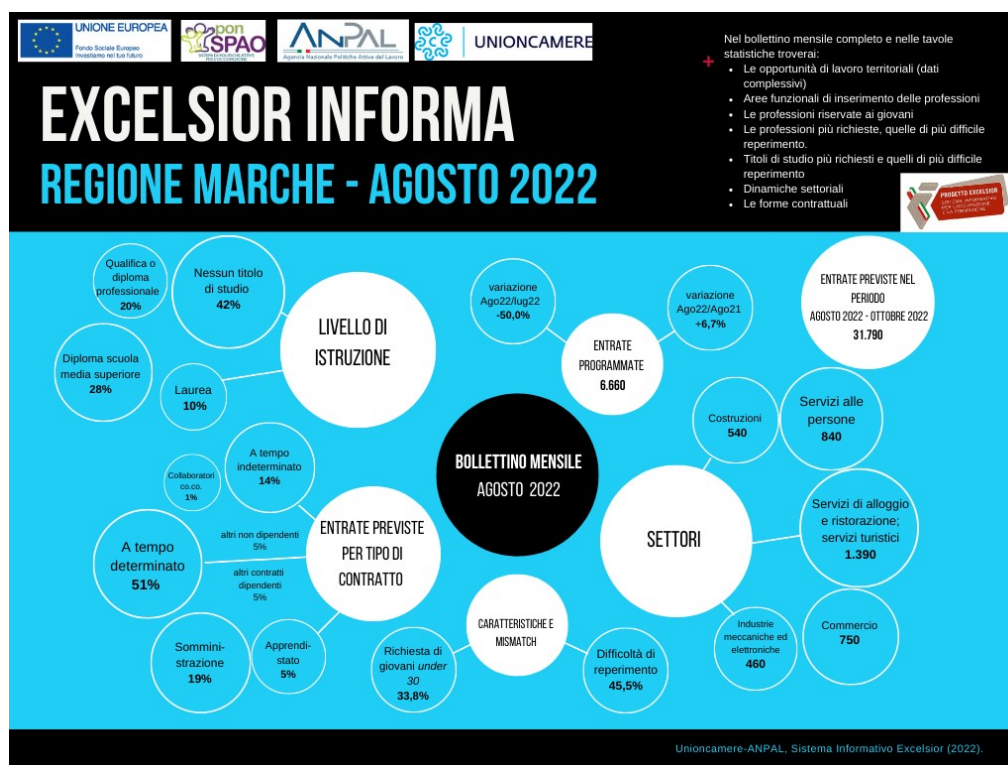 UNIONE EUROPEA
Fondo Sociale Europeo
Investiamo nel tuo futuro
pon
SPAO
ANPAL
Agenzia Nazionale Politiche Attive del Lavoro
UNIONCAMERE
EXCELSIOR INFORMA
REGIONE MARCHE - AGOSTO 2022
+
Nel bollettino mensile completo e nelle tavole
statistiche troverai:
• Le opportunità di lavoro territoriali (dati
complessivi)
• Aree funzionali di inserimento delle professioni
• Le professioni riservate ai giovani
• Le professioni più richieste, quelle di più difficile
reperimento.
• Titoli di studio più richiesti e quelli di più difficile
reperimento
• Dinamiche settoriali
• Le forme contrattuali
PROGETTO EXCELSIOR
Qualifica o
diploma
professionale
20%
Nessun titolo
di studio
42%
LIVELLO DI
ISTRUZIONE
Diploma scuola
media superiore
28%
Laurea
10%
variazione
Ago22/lug22
-50,0%
variazione
Ago22/Ago21
+6,7%
ENTRATE
PROGRAMMATE
6.660
ENTRATE PREVISTE NEL
PERIODO
AGOSTO 2022 - OTTOBRE 2022
31.790
BOLLETTINO MENSILE
AGOSTO 2022
Collaboratori
co.co.
1%
A tempo
indeterminato
14%
A tempo
determinato
51%
altri non dipendenti
5%
altri contratti
dipendenti
5%
ENTRATE PREVISTE
PER TIPO DI
CONTRATTO
Sommini-
strazione
19%
Apprendi-
stato
5%
CARATTERISTICHE E
MISMATCH
Richiesta di
giovani under
30
33,8%
Difficoltà di
reperimento
45,5%
SETTORI
Costruzioni
540
Servizi alle
persone
840
Servizi di alloggio
e ristorazione;
servizi turistici
1.390
Industrie
meccaniche ed
elettroniche
460
Commercio
750
Unioncamere-ANPAL, Sistema Informativo Excelsior (2022).